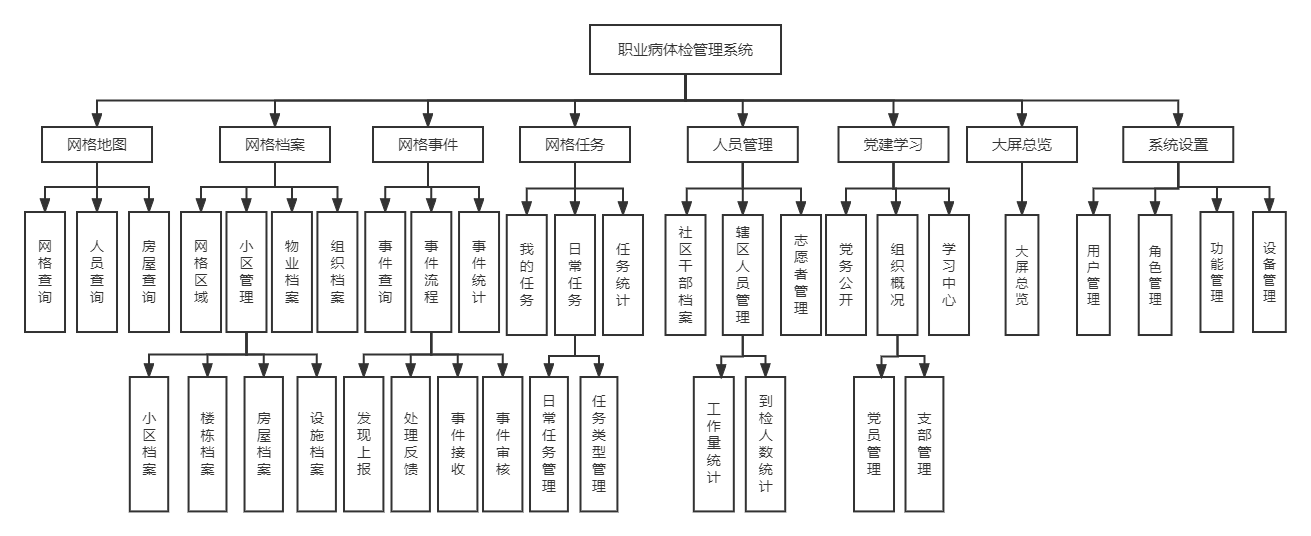 职业病体检管理系统
网格地图
网格档案
网格事件
网格任务
人员管理
党建学习
大屏总览
系统设置
网格查询
人员查询
房屋查询
网格区域
小区管理
物业档案
组织档案
事件查询
事件流程
事件统计
我的任务
日常任务
任务统计
社区干部档案
辖区人员管理
志愿者管理
党务公开
组织概况
学习中心
大屏总览
用户管理
角色管理
功能管理
设备管理
小区档案
楼栋档案
房屋档案
设施档案
发现上报
处理反馈
事件接收
事件审核
日常任务管理
任务类型管理
工作量统计
到检人数统计
党员管理
支部管理